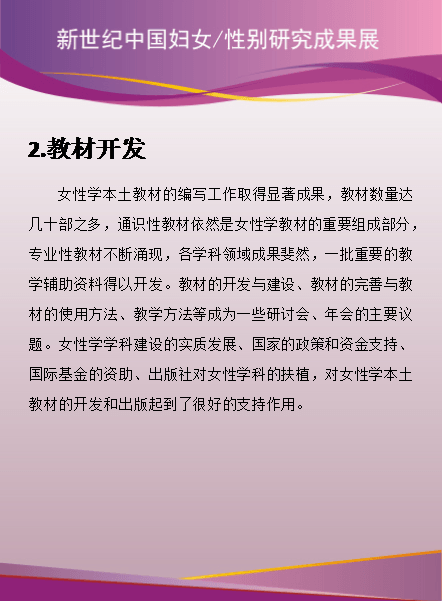 新世纪中国妇女/性别研究成果展
2.教材开发
女性学本土教材的编写工作取得显著成果，教材数量达
几十部之多，通识性教材依然是女性学教材的重要组成部分，
专业性教材不断涌现，各学科领域成果斐然，一批重要的教
学辅助资料得以开发。教材的开发与建设、教材的完善与教
材的使用方法、教学方法等成为一些研讨会、年会的主要议
题。女性学学科建设的实质发展、国家的政策和资金支持、
国际基金的资助、出版社对女性学科的扶植，对女性学本土
教材的开发和出版起到了很好的支持作用。